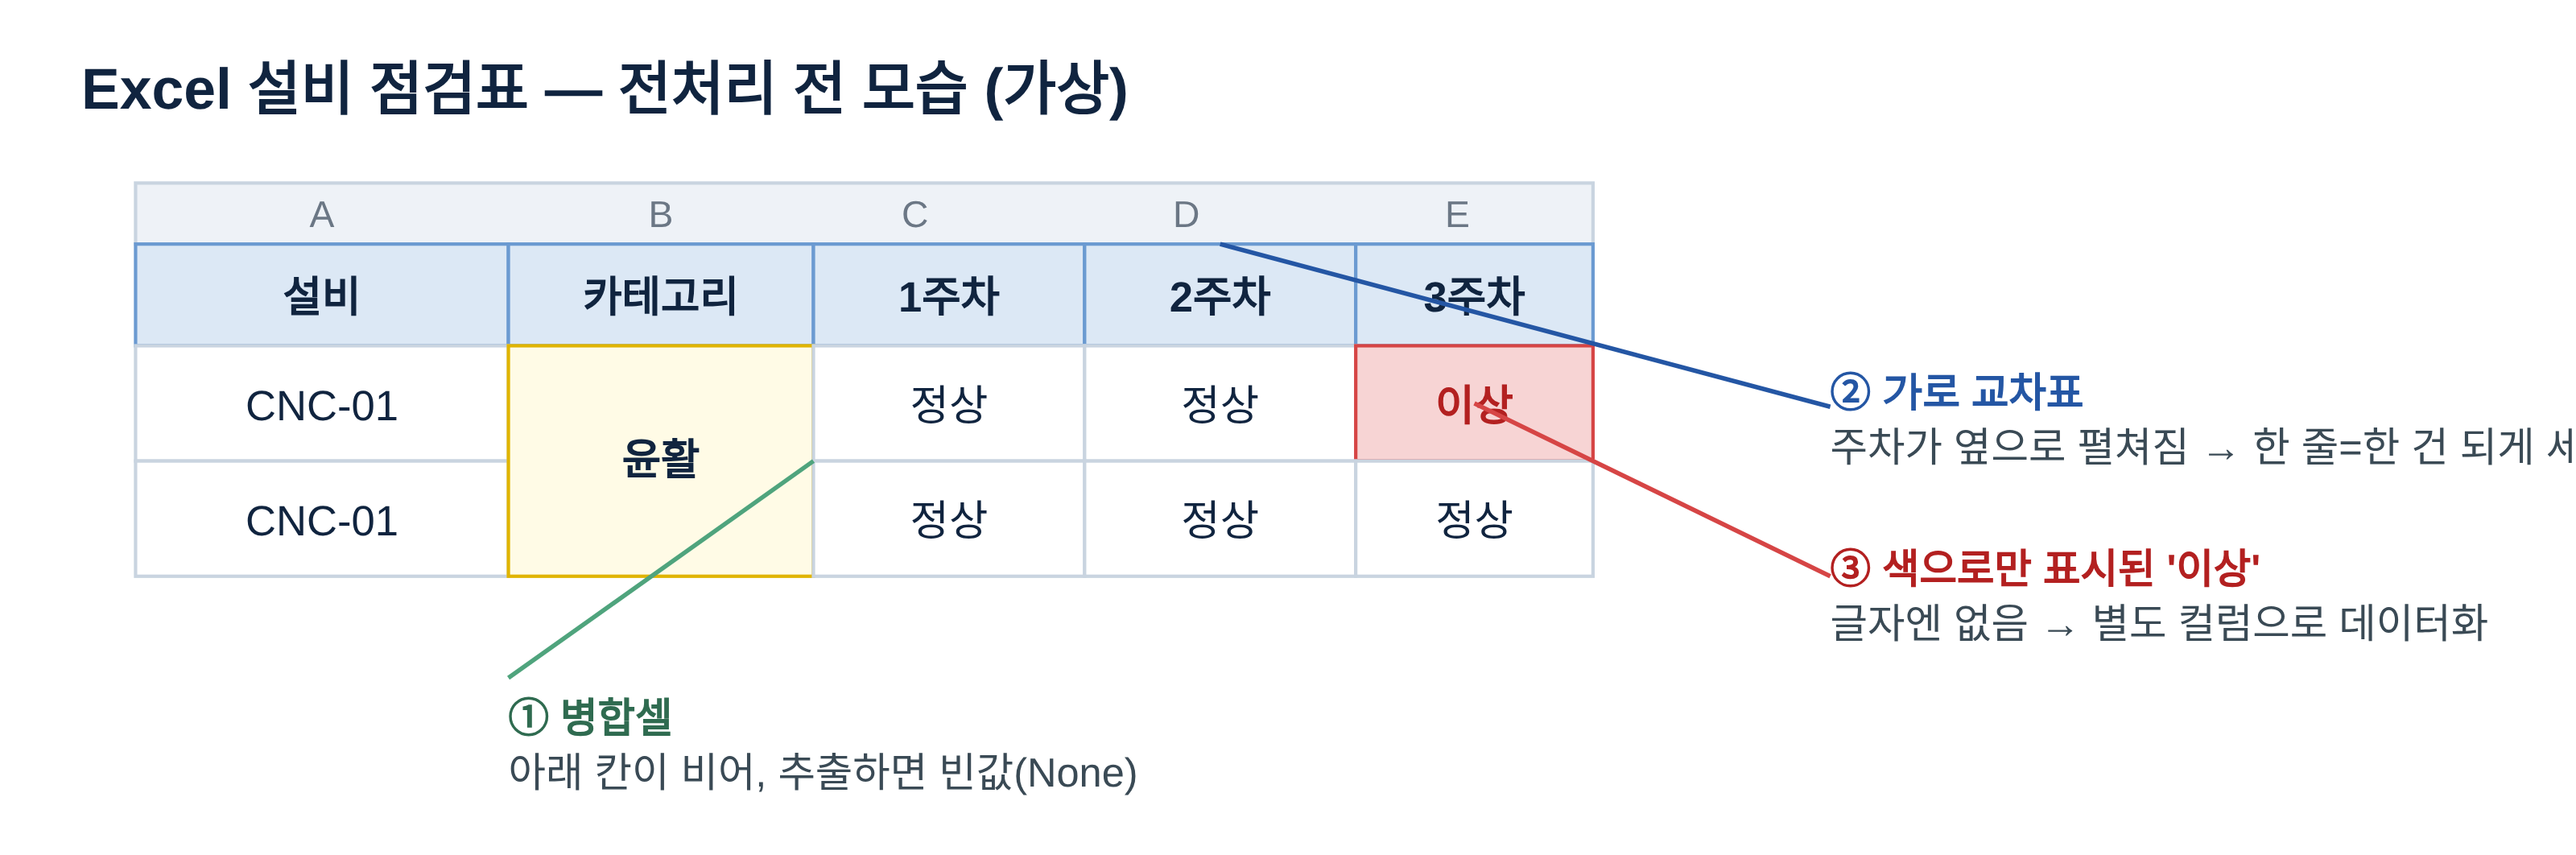 Excel 설비 점검표 — 전처리 전 모습 (가상)
A B C D E
설비 카테고리 1주차 2주차 3주차
CNC-01 윤활 정상 정상 이상
CNC-01 정상 정상 정상
② 가로 교차표
주차가 옆으로 펼쳐짐 → 한 줄=한 건 되게
③ 색으로만 표시된 '이상'
글자엔 없음 → 별도 컬럼으로 데이터화
① 병합셀
아래 칸이 비어, 추출하면 빈값(None)